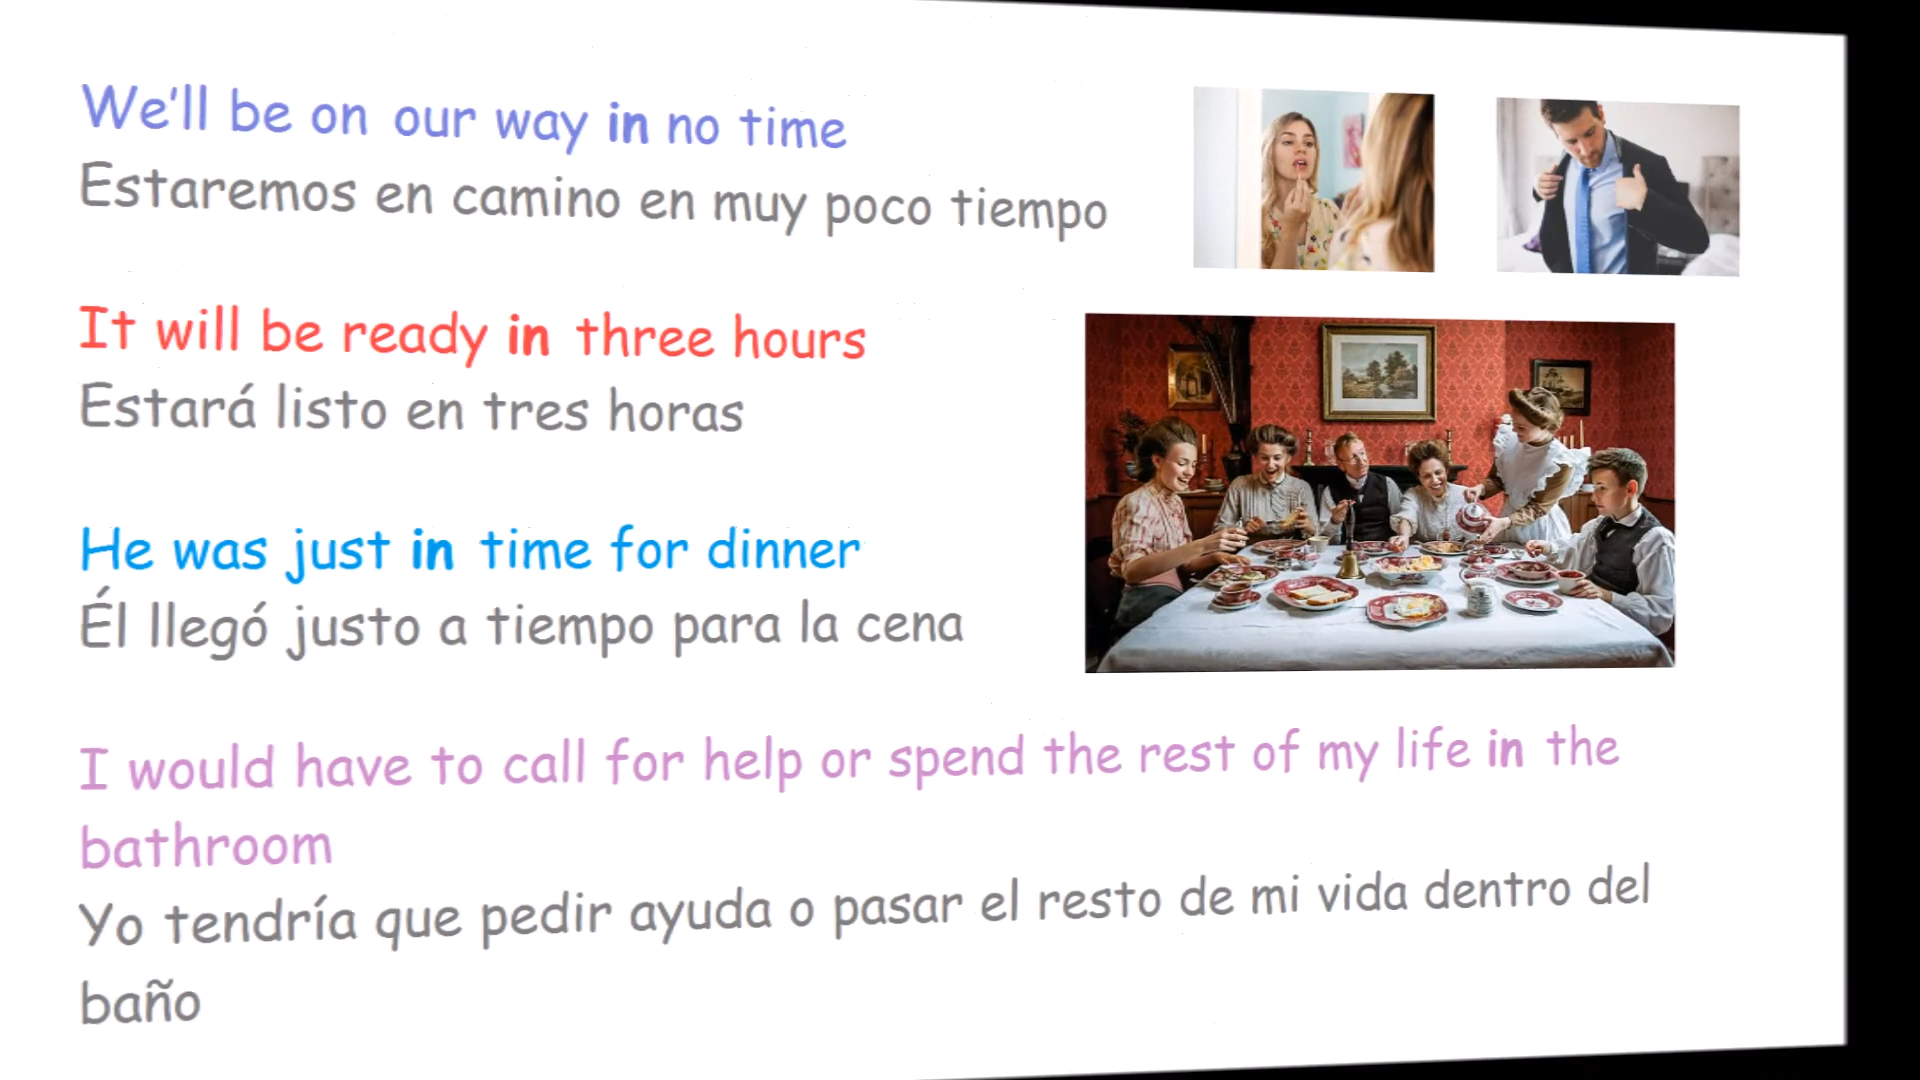 We'll be on our way in no time
Estaremos en camino en muy poco tiempo
It will be ready in three hours
Estará listo en tres horas
He was just in time for dinner
Él llegó justo a tiempo para la cena
I would have to call for help or spend the rest of my life in the
bathroom
Yo tendría que pedir ayuda o pasar el resto de mi vida dentro del
baño